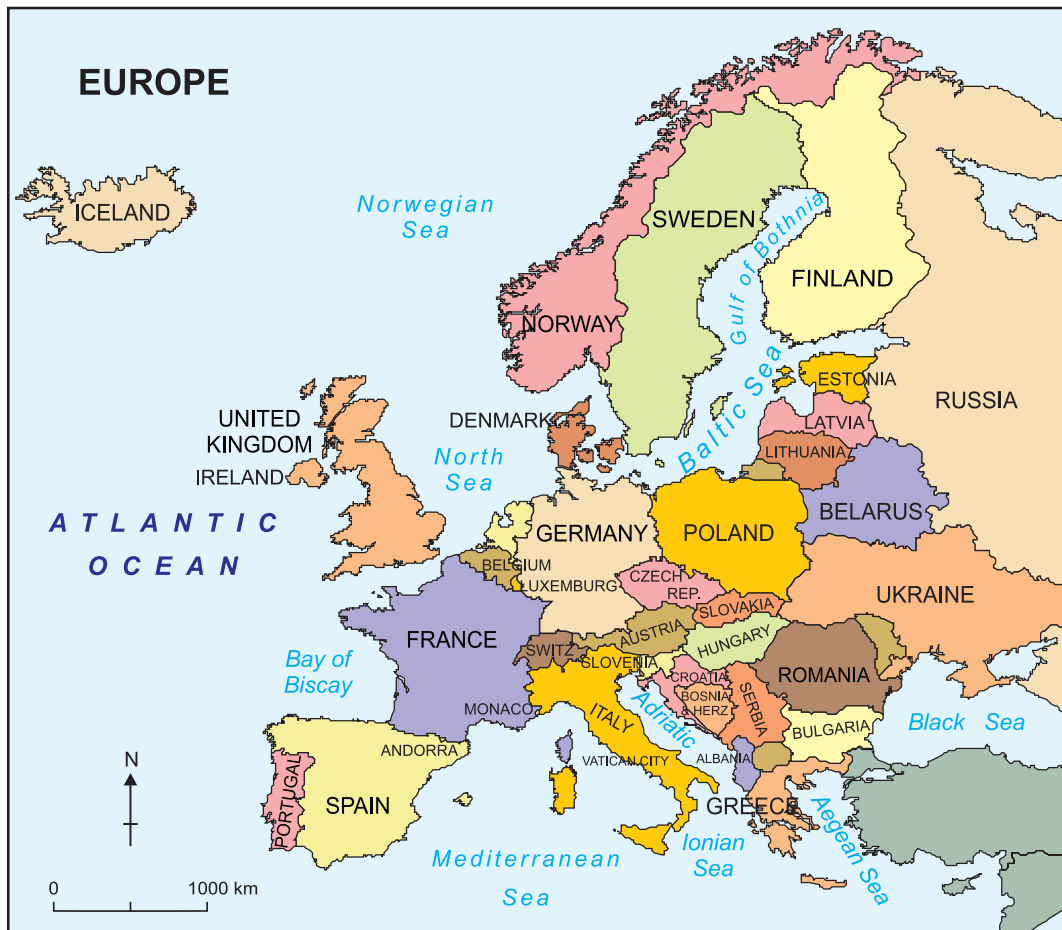 EUROPE
ICELAND
Norwegian
Sea
SWEDEN
Gulf of Bothnia
FINLAND
NORWAY
Baltic Sea
ESTONIA
RUSSIA
LATVIA
LITHUANIA
DENMARK
UNITED
KINGDOM
IRELAND
North
Sea
ATLANTIC
OCEAN
BELARUS
GERMANY
POLAND
BELGIUM
LUXEMBURG
CZECH
REP.
SLOVAKIA
UKRAINE
FRANCE
SWITZ
AUSTRIA
HUNGARY
SLOVENIA
ROMANIA
Bay of
Biscay
CROATIA
BOSNIA
& HERZ
SERBIA
MONACO
ITALY
Adriatic
BULGARIA
Black Sea
ANDORRA
VATICAN CITY
ALBANIA
N
PORTUGAL
SPAIN
GREECE
Aegean Sea
Ionian
Sea
Mediterranean
Sea
0
1000 km